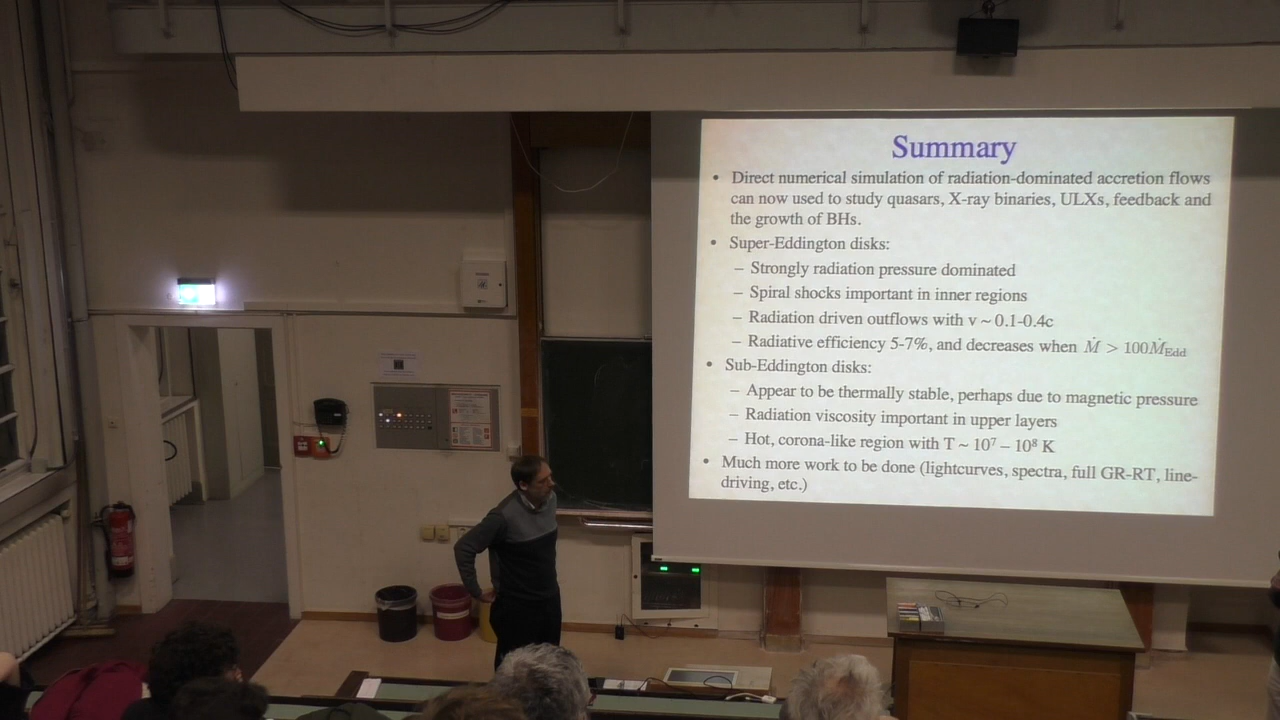 Summary
• Direct numerical simulation of radiation-dominated accretion flows
can now used to study quasars, X-ray binaries, ULXs, feedback and
the growth of BHs.
• Super-Eddington disks:
– Strongly radiation pressure dominated
– Spiral shocks important in inner regions
– Radiation driven outflows with v ~ 0.1-0.4c
– Radiative efficiency 5-7%, and decreases when Ṁ > 100Ṁ_Edd
• Sub-Eddington disks:
– Appear to be thermally stable, perhaps due to magnetic pressure
– Radiation viscosity important in upper layers
– Hot, corona-like region with T ~ 10⁷ – 10⁸ K
• Much more work to be done (lightcurves, spectra, full GR-RT, line-
driving, etc.)